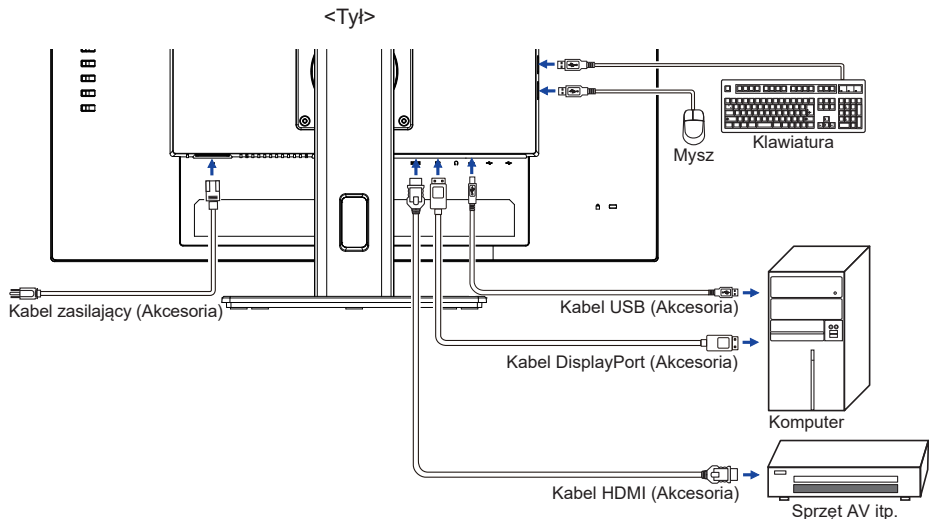 <Tył>
Mysz
Klawiatura
Kabel zasilający (Akcesoria)
Kabel USB (Akcesoria)
Kabel DisplayPort (Akcesoria)
Komputer
Kabel HDMI (Akcesoria)
Sprzęt AV itp.